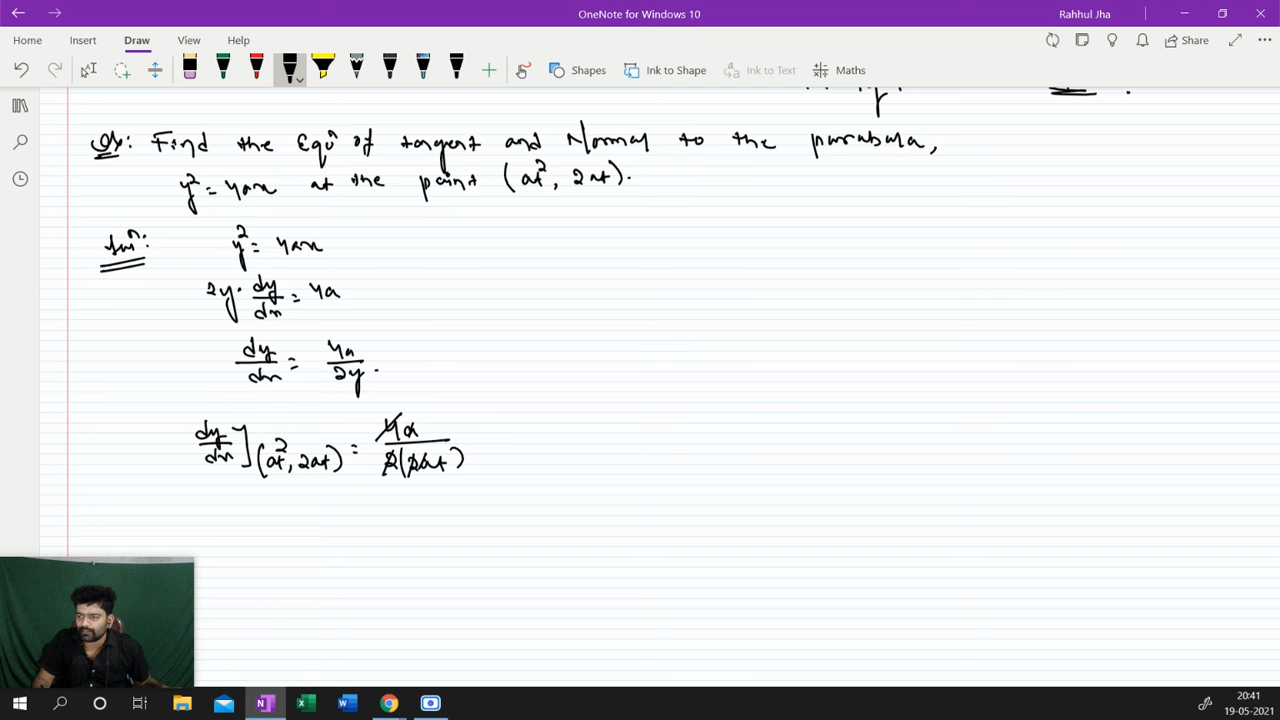 OneNote for Windows 10
Rahhul Jha
Home Insert Draw View Help
Share
Shapes Ink to Shape Ink to Text Maths
Qx: Find the Equⁿ of tangent and Normal to the parabola,
y² = 4ax at the point (at², 2at).
Solⁿ: y² = 4ax
2y · dy/dx = 4a
dy/dx = 4a/2y.
dy/dx](at², 2at) = 4a/2(2at)
20:41
19-05-2021